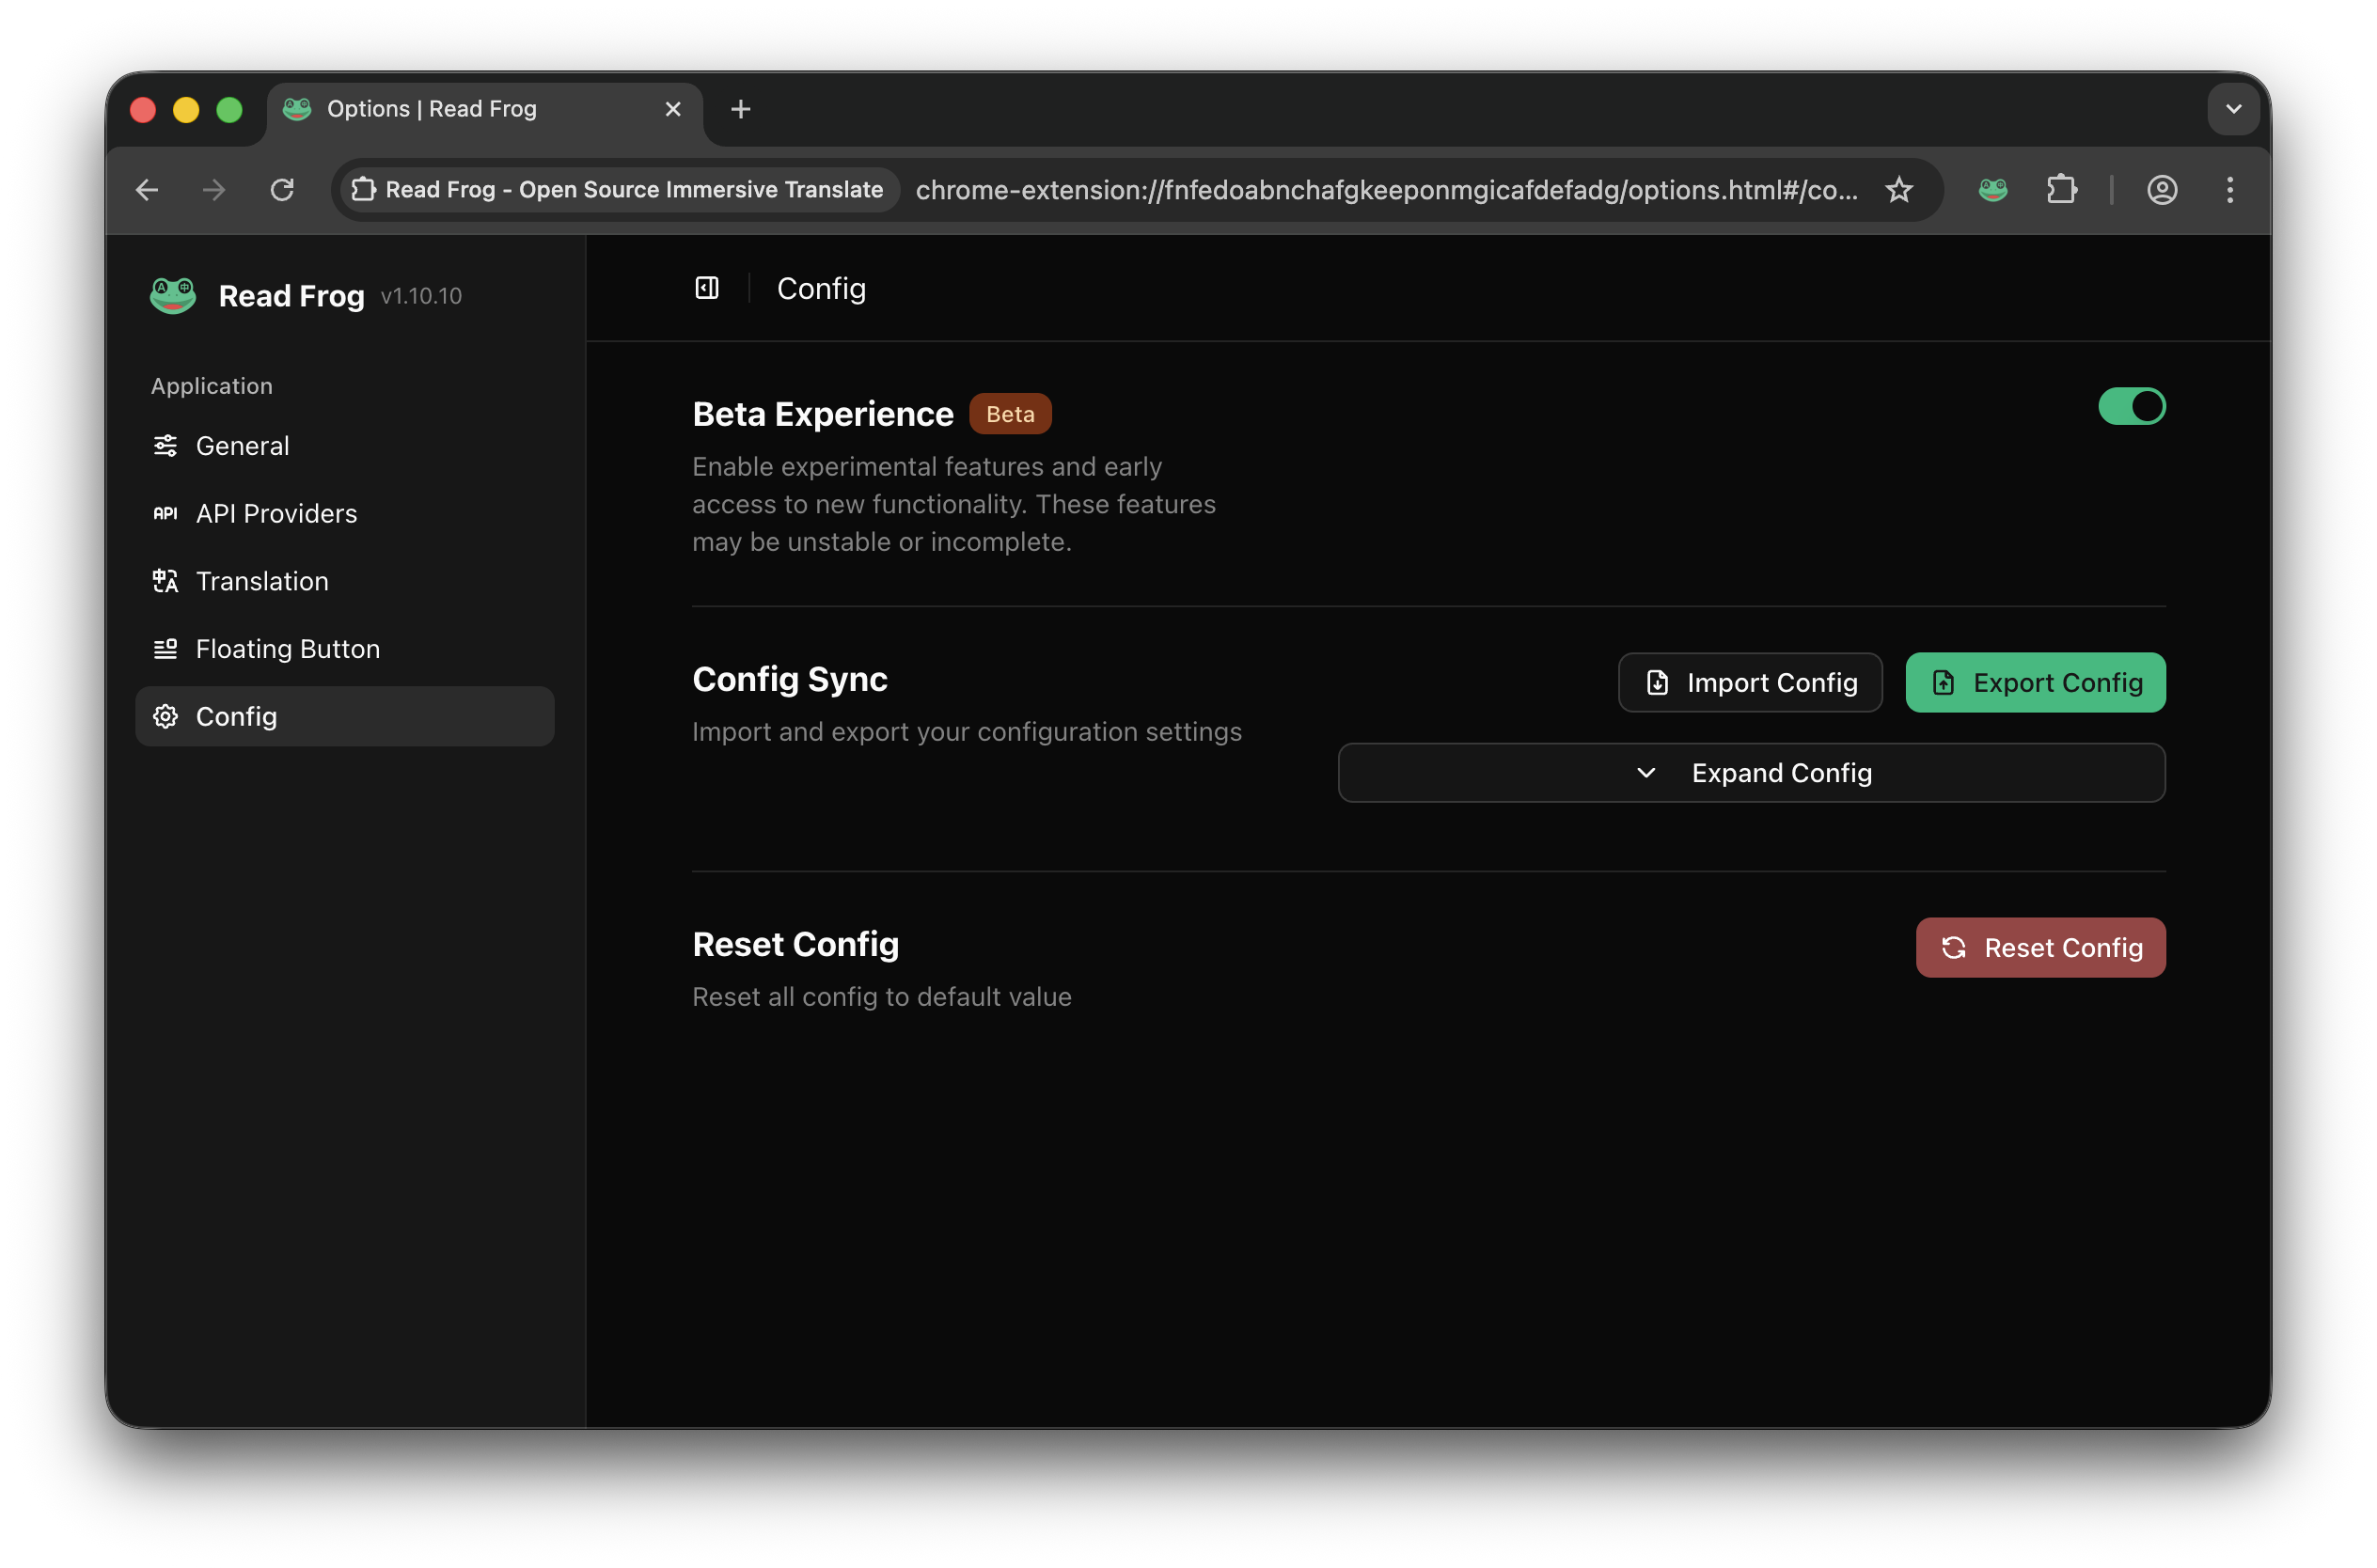 Options | Read Frog
Read Frog - Open Source Immersive Translate
chrome-extension://fnfedoabnchafgkeeponmgicafdefadg/options.html#/co...
Read Frog v1.10.10
Application
General
API Providers
Translation
Floating Button
Config
Config
Beta Experience Beta
Enable experimental features and early
access to new functionality. These features
may be unstable or incomplete.
Config Sync
Import and export your configuration settings
Import Config
Export Config
Expand Config
Reset Config
Reset all config to default value
Reset Config